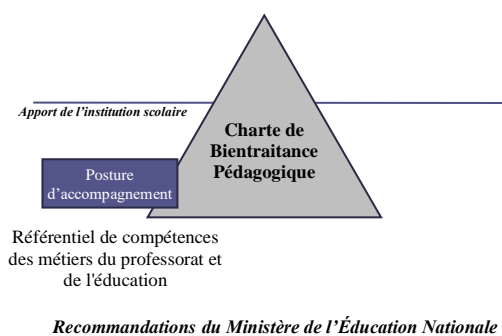 Apport de l’institution scolaire
Charte de
Bientraitance
Pédagogique
Posture
d’accompagnement
Référentiel de compétences
des métiers du professorat et
de l'éducation
Recommandations du Ministère de l’Éducation Nationale